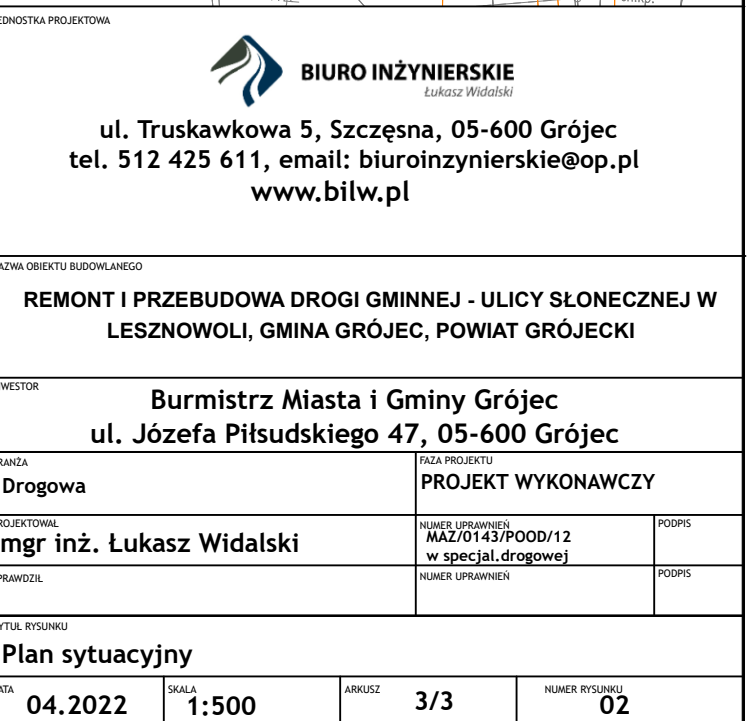 EDNOSTKA PROJEKTOWA
BIURO INŻYNIERSKIE
Łukasz Widalski
ul. Truskawkowa 5, Szczęsna, 05-600 Grójec
tel. 512 425 611, email: biuroinzynierskie@op.pl
www.bilw.pl
AZWA OBIEKTU BUDOWLANEGO
REMONT I PRZEBUDOWA DROGI GMINNEJ - ULICY SŁONECZNEJ W
LESZNOWOLI, GMINA GRÓJEC, POWIAT GRÓJECKI
WESTOR
Burmistrz Miasta i Gminy Grójec
ul. Józefa Piłsudskiego 47, 05-600 Grójec
RANŻA
Drogowa
FAZA PROJEKTU
PROJEKT WYKONAWCZY
ROJEKTOWAŁ
mgr inż. Łukasz Widalski
NUMER UPRAWNIEŃ
MAZ/0143/POOD/12
w specjal.drogowej
PODPIS
PRAWDZIŁ
NUMER UPRAWNIEŃ
PODPIS
YTUŁ RYSUNKU
Plan sytuacyjny
ATA
04.2022
SKALA
1:500
ARKUSZ
3/3
NUMER RYSUNKU
02